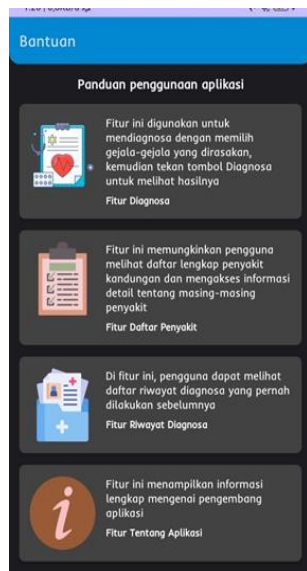 Bantuan
Panduan penggunaan aplikasi
Fitur ini digunakan untuk
mendiagnosa dengan memilih
gejala-gejala yang dirasakan,
kemudian tekan tombol Diagnosa
untuk melihat hasilnya
Fitur Diagnosa
Fitur ini memungkinkan pengguna
melihat daftar lengkap penyakit
kandungan dan mengakses informasi
detail tentang masing-masing
penyakit
Fitur Daftar Penyakit
Di fitur ini, pengguna dapat melihat
daftar riwayat diagnosa yang pernah
dilakukan sebelumnya
Fitur Riwayat Diagnosa
Fitur ini menampilkan informasi
lengkap mengenai pengembang
aplikasi
Fitur Tentang Aplikasi